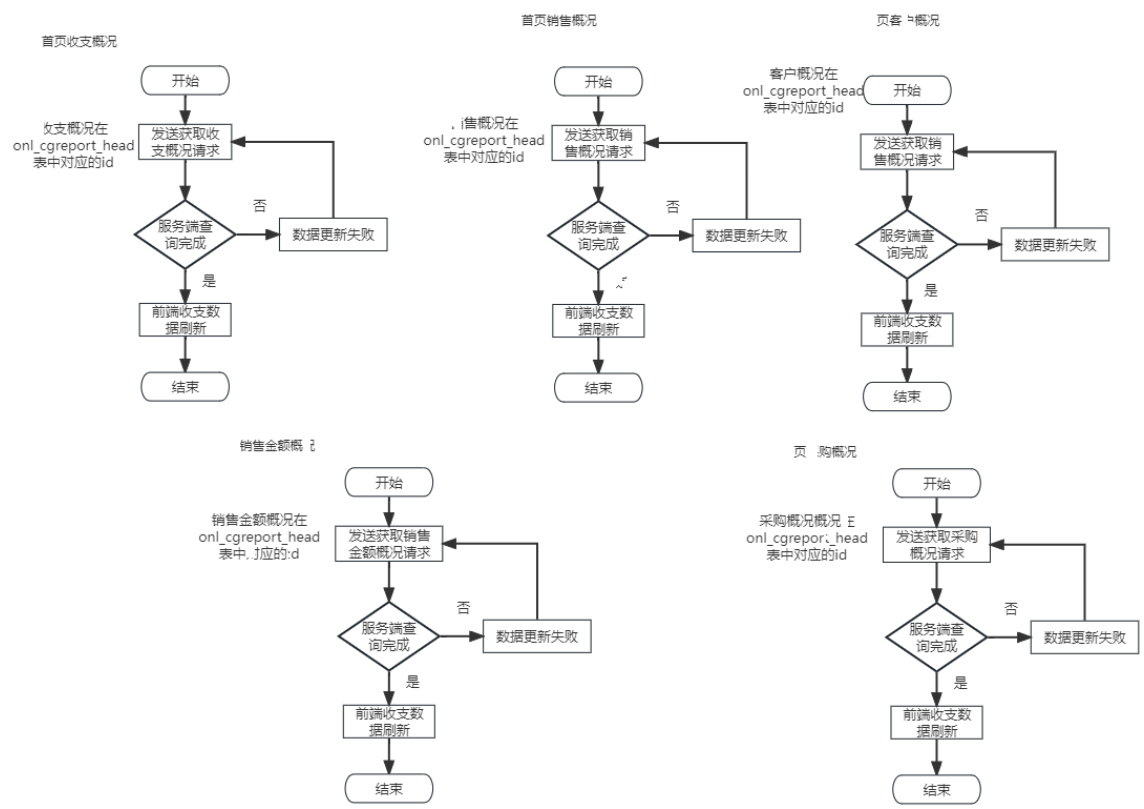 首页收支概况
开始
收支概况在
onl_cgreport_head
表中对应的id
发送获取收
支概况请求
服务端查
询完成
否
数据更新失败
是
前端收支数
据刷新
结束
首页销售概况
开始
售概况在
onl_cgreport_head
表中对应的id
发送获取销
售概况请求
服务端查
询完成
否
数据更新失败
前端收支数
据刷新
结束
页客 概况
开始
客户概况在
onl_cgreport_head
表中对应的id
发送获取销
售概况请求
服务端查
询完成
否
数据更新失败
是
前端收支数
据刷新
结束
销售金额概
开始
销售金额概况在
onl_cgreport_head
表中 应的 d
发送获取销售
金额概况请求
服务端查
询完成
否
数据更新失败
是
前端收支数
据刷新
结束
页 购概况
开始
采购概况概况
onl_cgreport_head
表中对应的id
发送获取采购
概况请求
服务端查
询完成
否
数据更新失败
是
前端收支数
据刷新
结束